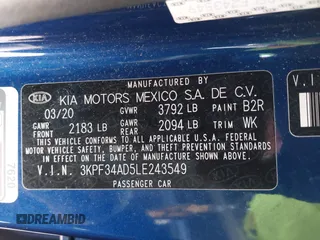 MANUFACTURED BY
KIA KIA MOTORS MEXICO S.A. DE C.V.
03/20 GVWR 3792 LB PAINT B2R
GAWR FRONT 2183 LB GAWR REAR 2094 LB TRIM WK
THIS VEHICLE CONFORMS TO ALL APPLICABLE
U.S. FEDERAL MOTOR VEHICLE SAFETY, BUMPER, AND
THEFT PREVENTION STANDARDS IN EFFECT ON THE
DATE OF MANUFACTURE SHOWN ABOVE.
V.I.N. 3KPF34AD5LE243549
PASSENGER CAR
V.I
DREAMBID